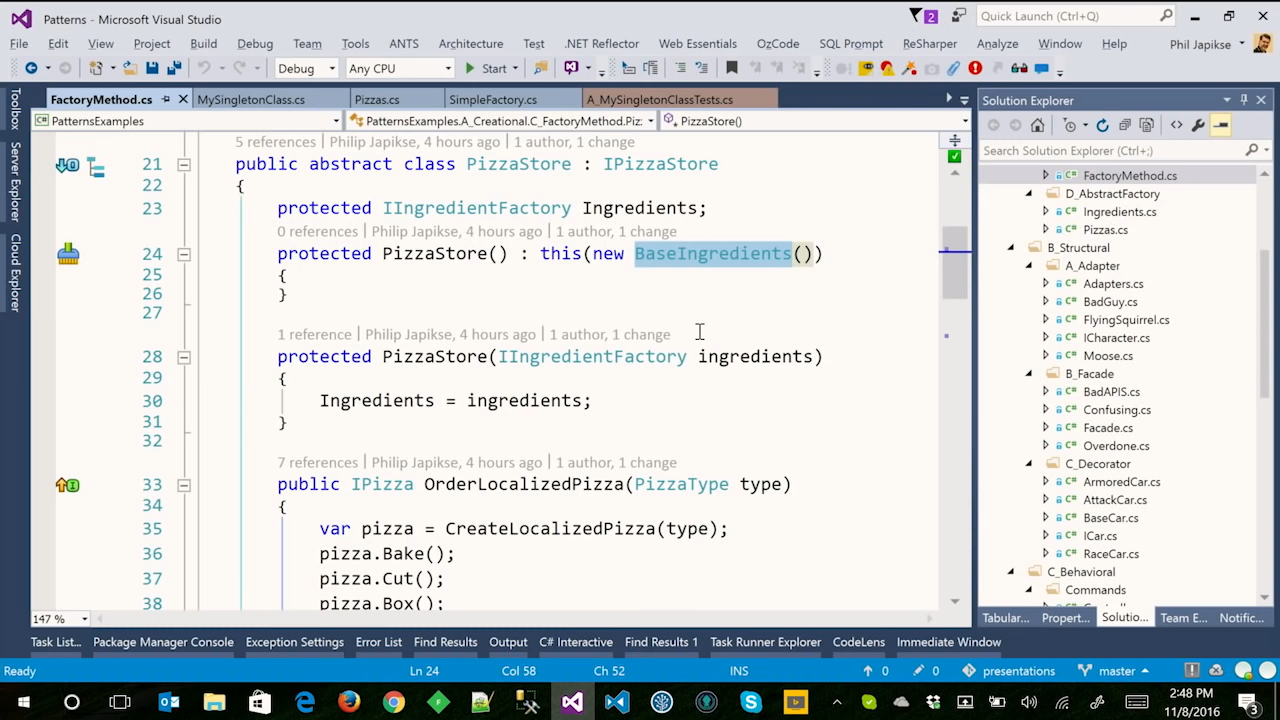 Patterns - Microsoft Visual Studio
2
Quick Launch (Ctrl+Q)
File Edit View Project Build Debug Team Tools ANTS Architecture Test .NET Reflector Web Essentials OzCode SQL Prompt ReSharper Analyze Window Help Phil Japikse
Debug Any CPU Start
FactoryMethod.cs MySingletonClass.cs Pizzas.cs SimpleFactory.cs A_MySingletonClassTests.cs
PatternsExamples PatternsExamples.A_Creational.C_FactoryMethod.Piz: PizzaStore()
Toolbox
Server Explorer
Cloud Explorer
5 references | Philip Japikse, 4 hours ago | 1 author, 1 change
21 public abstract class PizzaStore : IPizzaStore
22 {
23 protected IIngredientFactory Ingredients;
0 references | Philip Japikse, 4 hours ago | 1 author, 1 change
24 protected PizzaStore() : this(new BaseIngredients())
25 {
26 }
27
1 reference | Philip Japikse, 4 hours ago | 1 author, 1 change
28 protected PizzaStore(IIngredientFactory ingredients)
29 {
30 Ingredients = ingredients;
31 }
32
7 references | Philip Japikse, 4 hours ago | 1 author, 1 change
33 public IPizza OrderLocalizedPizza(PizzaType type)
34 {
35 var pizza = CreateLocalizedPizza(type);
36 pizza.Bake();
37 pizza.Cut();
38 pizza.Box();
147 %
Solution Explorer
Search Solution Explorer (Ctrl+;)
FactoryMethod.cs
D_AbstractFactory
Ingredients.cs
Pizzas.cs
B_Structural
A_Adapter
Adapters.cs
BadGuy.cs
FlyingSquirrel.cs
ICharacter.cs
Moose.cs
B_Facade
BadAPIS.cs
Confusing.cs
Facade.cs
Overdone.cs
C_Decorator
ArmoredCar.cs
AttackCar.cs
BaseCar.cs
ICar.cs
RaceCar.cs
C_Behavioral
Commands
Tabular... Propert... Solutio... Team E... Notific...
Task List... Package Manager Console Exception Settings Error List Find Results Output C# Interactive Find Results 1 Task Runner Explorer CodeLens Immediate Window
Ready Ln 24 Col 58 Ch 52 INS 0 0 presentations master
2:48 PM
11/8/2016
3